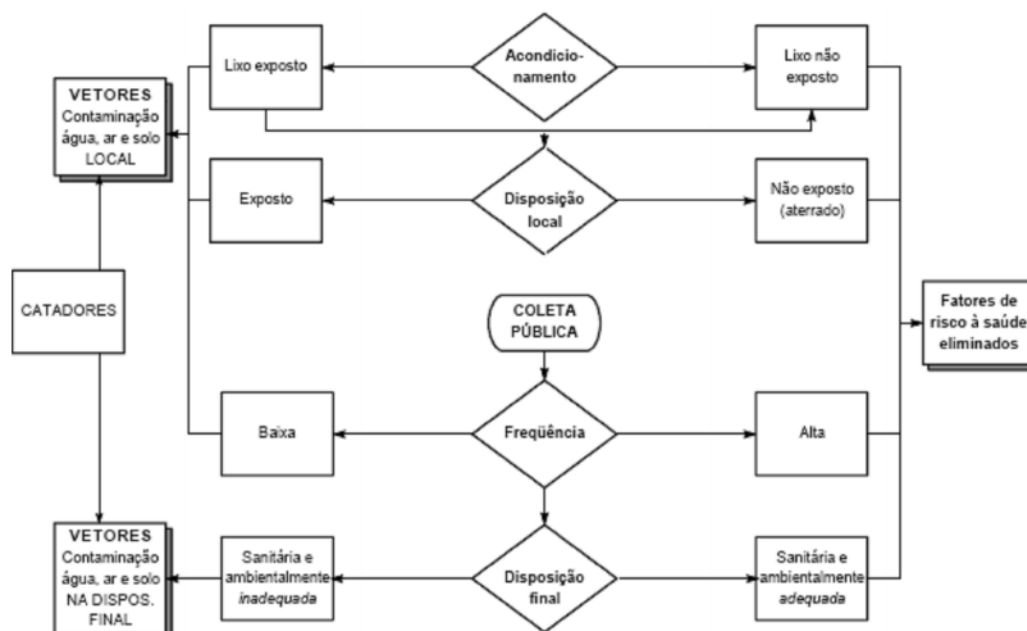 Lixo exposto
Acondicio-
namento
Lixo não
exposto
VETORES
Contaminação
água, ar e solo
LOCAL
Exposto
Disposição
local
Não exposto
(aterrado)
CATADORES
COLETA
PÚBLICA
Fatores de
risco à saúde
eliminados
Baixa
Freqüência
Alta
VETORES
Contaminação
água, ar e solo
NA DISPOS.
FINAL
Sanitária e
ambientalmente
inadequada
Disposição
final
Sanitária e
ambientalmente
adequada